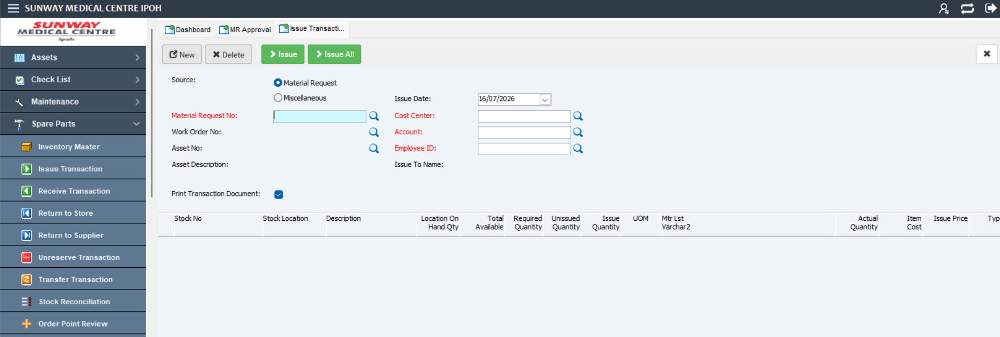 SUNWAY MEDICAL CENTRE IPOH
SUNWAY
MEDICAL CENTRE
Ipoh
Assets
Check List
Maintenance
Spare Parts
Inventory Master
Issue Transaction
Receive Transaction
Return to Store
Return to Supplier
Unreserve Transaction
Transfer Transaction
Stock Reconciliation
Order Point Review
Dashboard MR Approval Issue Transacti...
New Delete Issue Issue All
Source: Material Request
Miscellaneous Issue Date: 16/07/2026
Material Request No: Cost Center:
Work Order No: Account:
Asset No: Employee ID:
Asset Description: Issue To Name:
Print Transaction Document:
Stock No Stock Location Description Location On Hand Qty Total Available Required Quantity Unissued Quantity Issue Quantity UOM Mtr Lst Varchar2 Actual Quantity Item Cost Issue Price Typ